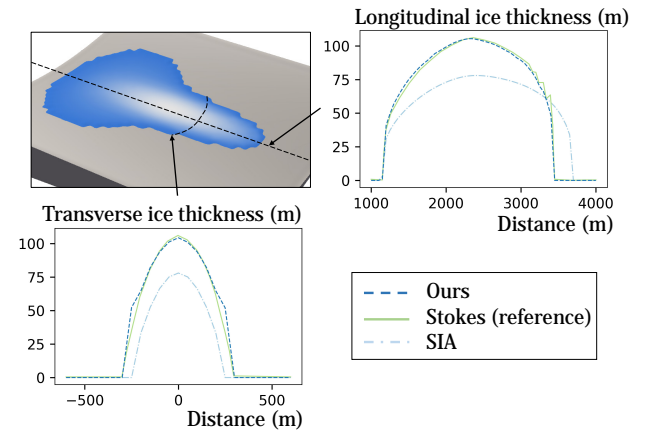 Longitudinal ice thickness (m)
100
75
50
25
0
1000 2000 3000 4000
Distance (m)
Transverse ice thickness (m)
100
75
50
25
0
−500 0 500
Distance (m)
Ours
Stokes (reference)
SIA